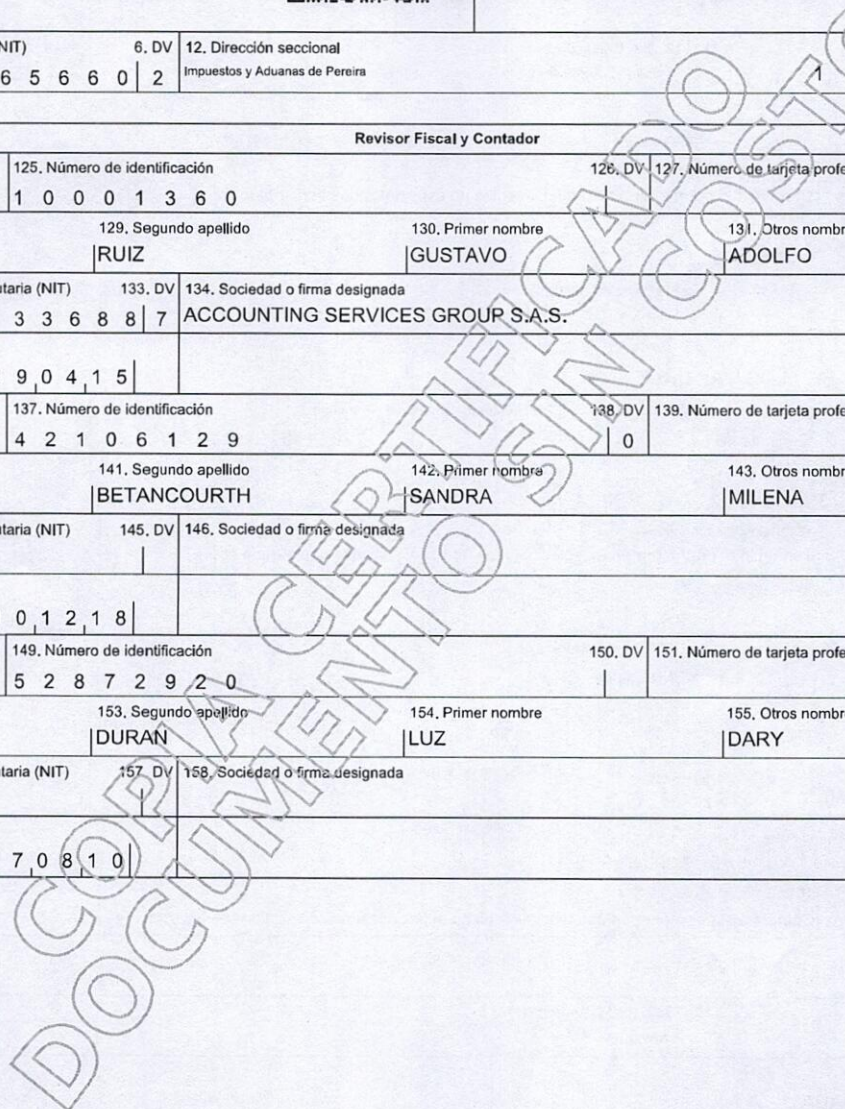 NIT) 6. DV 12. Dirección seccional
6 5 6 6 0 2 Impuestos y Aduanas de Pereira 1
Revisor Fiscal y Contador
125. Número de identificación 126. DV 127. Número de tarjeta profe
1 0 0 0 1 3 6 0
129. Segundo apellido 130. Primer nombre 131. Otros nombr
RUIZ GUSTAVO ADOLFO
taria (NIT) 133. DV 134. Sociedad o firma designada
3 3 6 8 8 7 ACCOUNTING SERVICES GROUP S.A.S.
9 0 4 1 5
137. Número de identificación 138. DV 139. Número de tarjeta profe
4 2 1 0 6 1 2 9 0
141. Segundo apellido 142. Primer nombre 143. Otros nombr
BETANCOURTH SANDRA MILENA
taria (NIT) 145. DV 146. Sociedad o firma designada
0 1 2 1 8
149. Número de identificación 150. DV 151. Número de tarjeta profe
5 2 8 7 2 9 2 0
153. Segundo apellido 154. Primer nombre 155. Otros nombr
DURAN LUZ DARY
taria (NIT) 157. DV 158. Sociedad o firma designada
7 0 8 1 0
COPIA CERTIFICADO
DOCUMENTO SIN COSTO